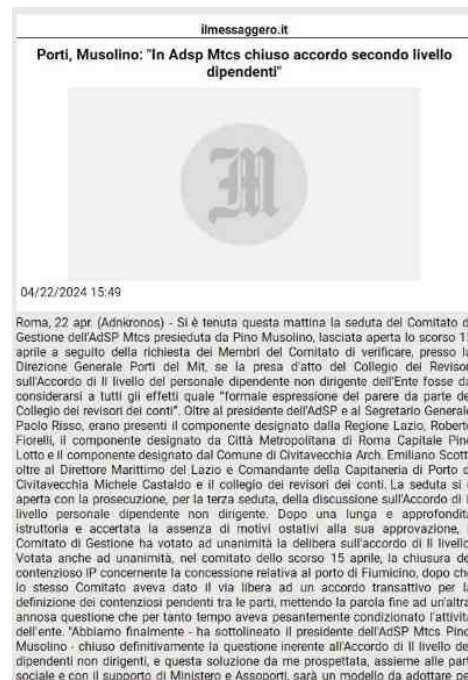 ilmessaggero.it
Porti, Musolino: "In Adsp Mtcs chiuso accordo secondo livello
dipendenti"
M
04/22/2024 15:49
Roma, 22 apr. (Adnkronos) - Si è tenuta questa mattina la seduta del Comitato d
Gestione dell'AdSP Mtcs presieduta da Pino Musolino, lasciata aperta lo scorso 1
aprile a seguito della richiesta dei Membri del Comitato di verificare, presso la
Direzione Generale Porti del Mit, se la presa d'atto del Collegio dei Revisor
sull'Accordo di II livello del personale dipendente non dirigente dell'Ente fosse da
considerarsi a tutti gli effetti quale "formale espressione del parere da parte de
Collegio dei revisori dei conti". Oltre al presidente dell'AdSP e al Segretario Generale
Paolo Risso, erano presenti il componente designato dalla Regione Lazio, Roberto
Fiorelli, il componente designato da Città Metropolitana di Roma Capitale Pino
Lotto e il componente designato dal Comune di Civitavecchia Arch. Emiliano Scotti
oltre al Direttore Marittimo del Lazio e Comandante della Capitaneria di Porto d
Civitavecchia Michele Castaldo e il collegio dei revisori dei conti. La seduta si
aperta con la prosecuzione, per la terza seduta, della discussione sull'Accordo di I
livello personale dipendente non dirigente. Dopo una lunga e approfondita
istruttoria e accertata la assenza di motivi ostativi alla sua approvazione,
Comitato di Gestione ha votato ad unanimità la delibera sull'accordo di II livello
Votata anche ad unanimità, nel comitato dello scorso 15 aprile, la chiusura de
contenzioso IP concernente la concessione relativa al porto di Fiumicino, dopo che
lo stesso Comitato aveva dato il via libera ad un accordo transattivo per la
definizione dei contenziosi pendenti tra le parti, mettendo la parola fine ad un'altra
annosa questione che per tanto tempo aveva pesantemente condizionato l'attività
dell'ente. "Abbiamo finalmente - ha sottolineato il presidente dell'AdSP Mtcs Pino
Musolino - chiuso definitivamente la questione inerente all'Accordo di II livello de
dipendenti non dirigenti, e questa soluzione da me prospettata, assieme alle part
sociale e con il supporto di Ministero e Assoporti, sarà un modello da adottare pe